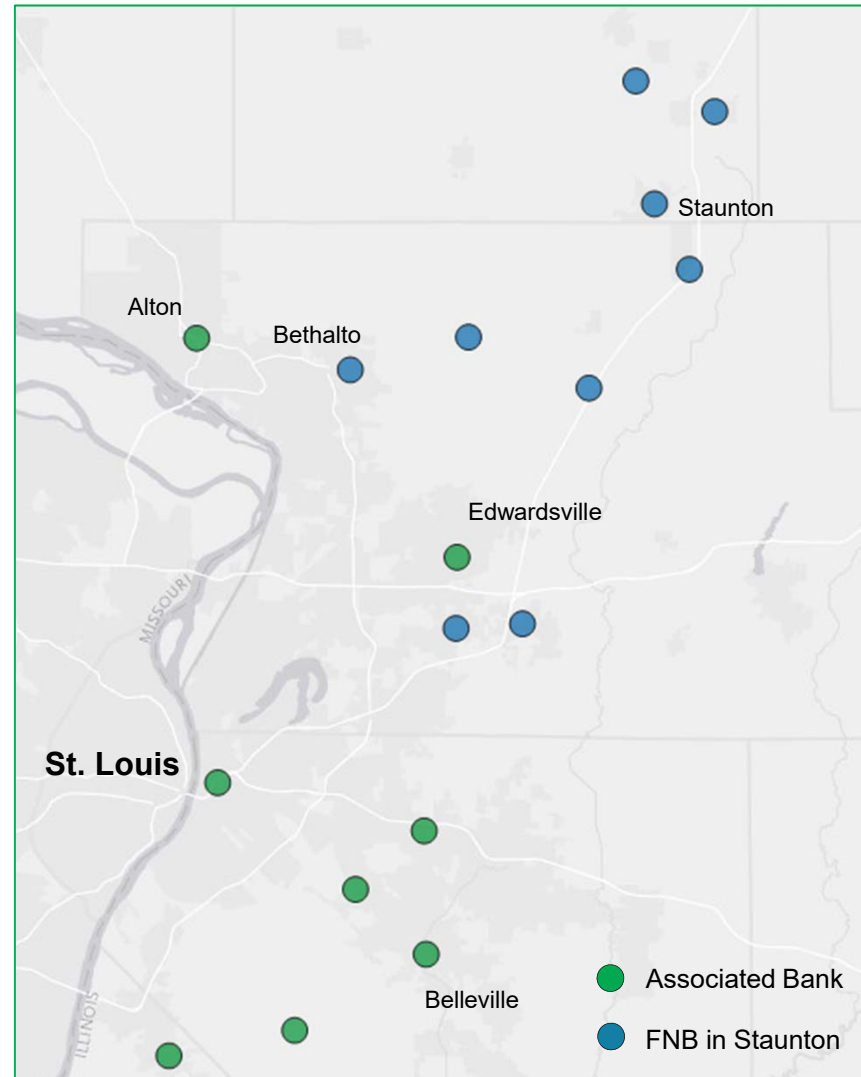 Staunton
Alton
Bethalto
Edwardsville
MISSOURI
St. Louis
Belleville
ILLINOIS
Associated Bank
FNB in Staunton